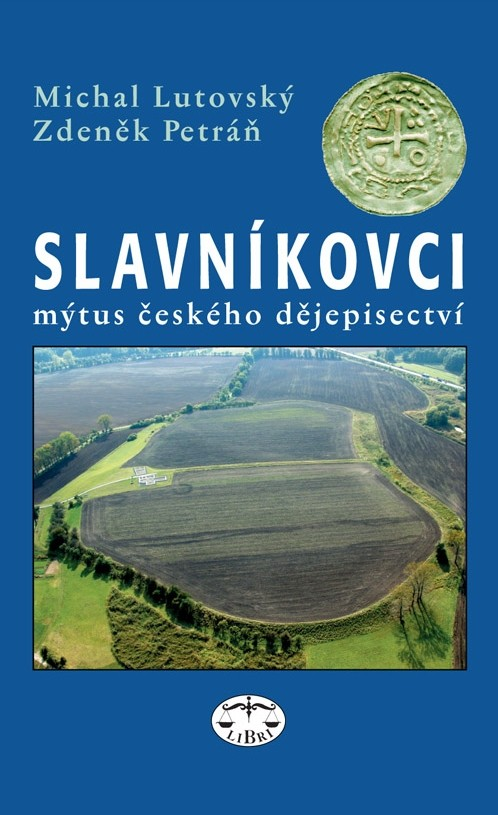 Michal Lutovský
Zdeněk Petráň
SLAVNÍKOVCI
mýtus českého dějepisectví
LIBRI